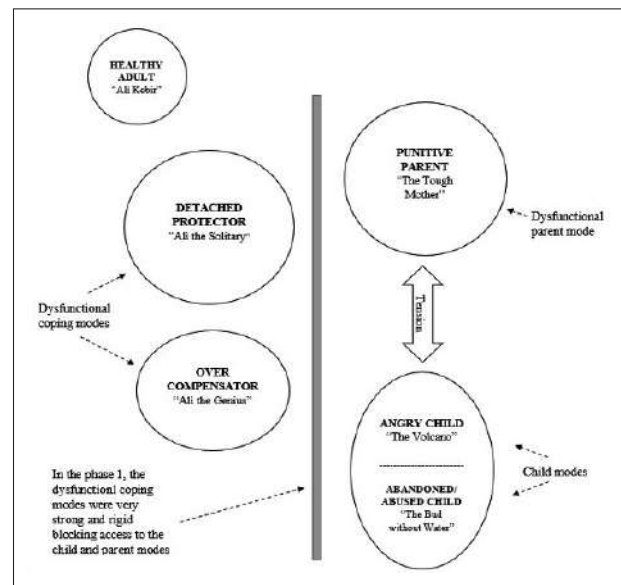 HEALTHY
ADULT
"Ali Kebir"
PUNITIVE
PARENT
"The Tough
Mother"
Dysfunctional
parent mode
DETACHED
PROTECTOR
"Ali the Solitary"
Dysfunctional
coping modes
Tension
OVER
COMPENSATOR
"Ali the Genius"
ANGRY CHILD
"The Volcano"
Child modes
ABANDONED/
ABUSED CHILD
"The Bud
without Water"
In the phase 1, the
dysfunctionl coping
modes were very
strong and rigid
blocking access to the
child and parent modes